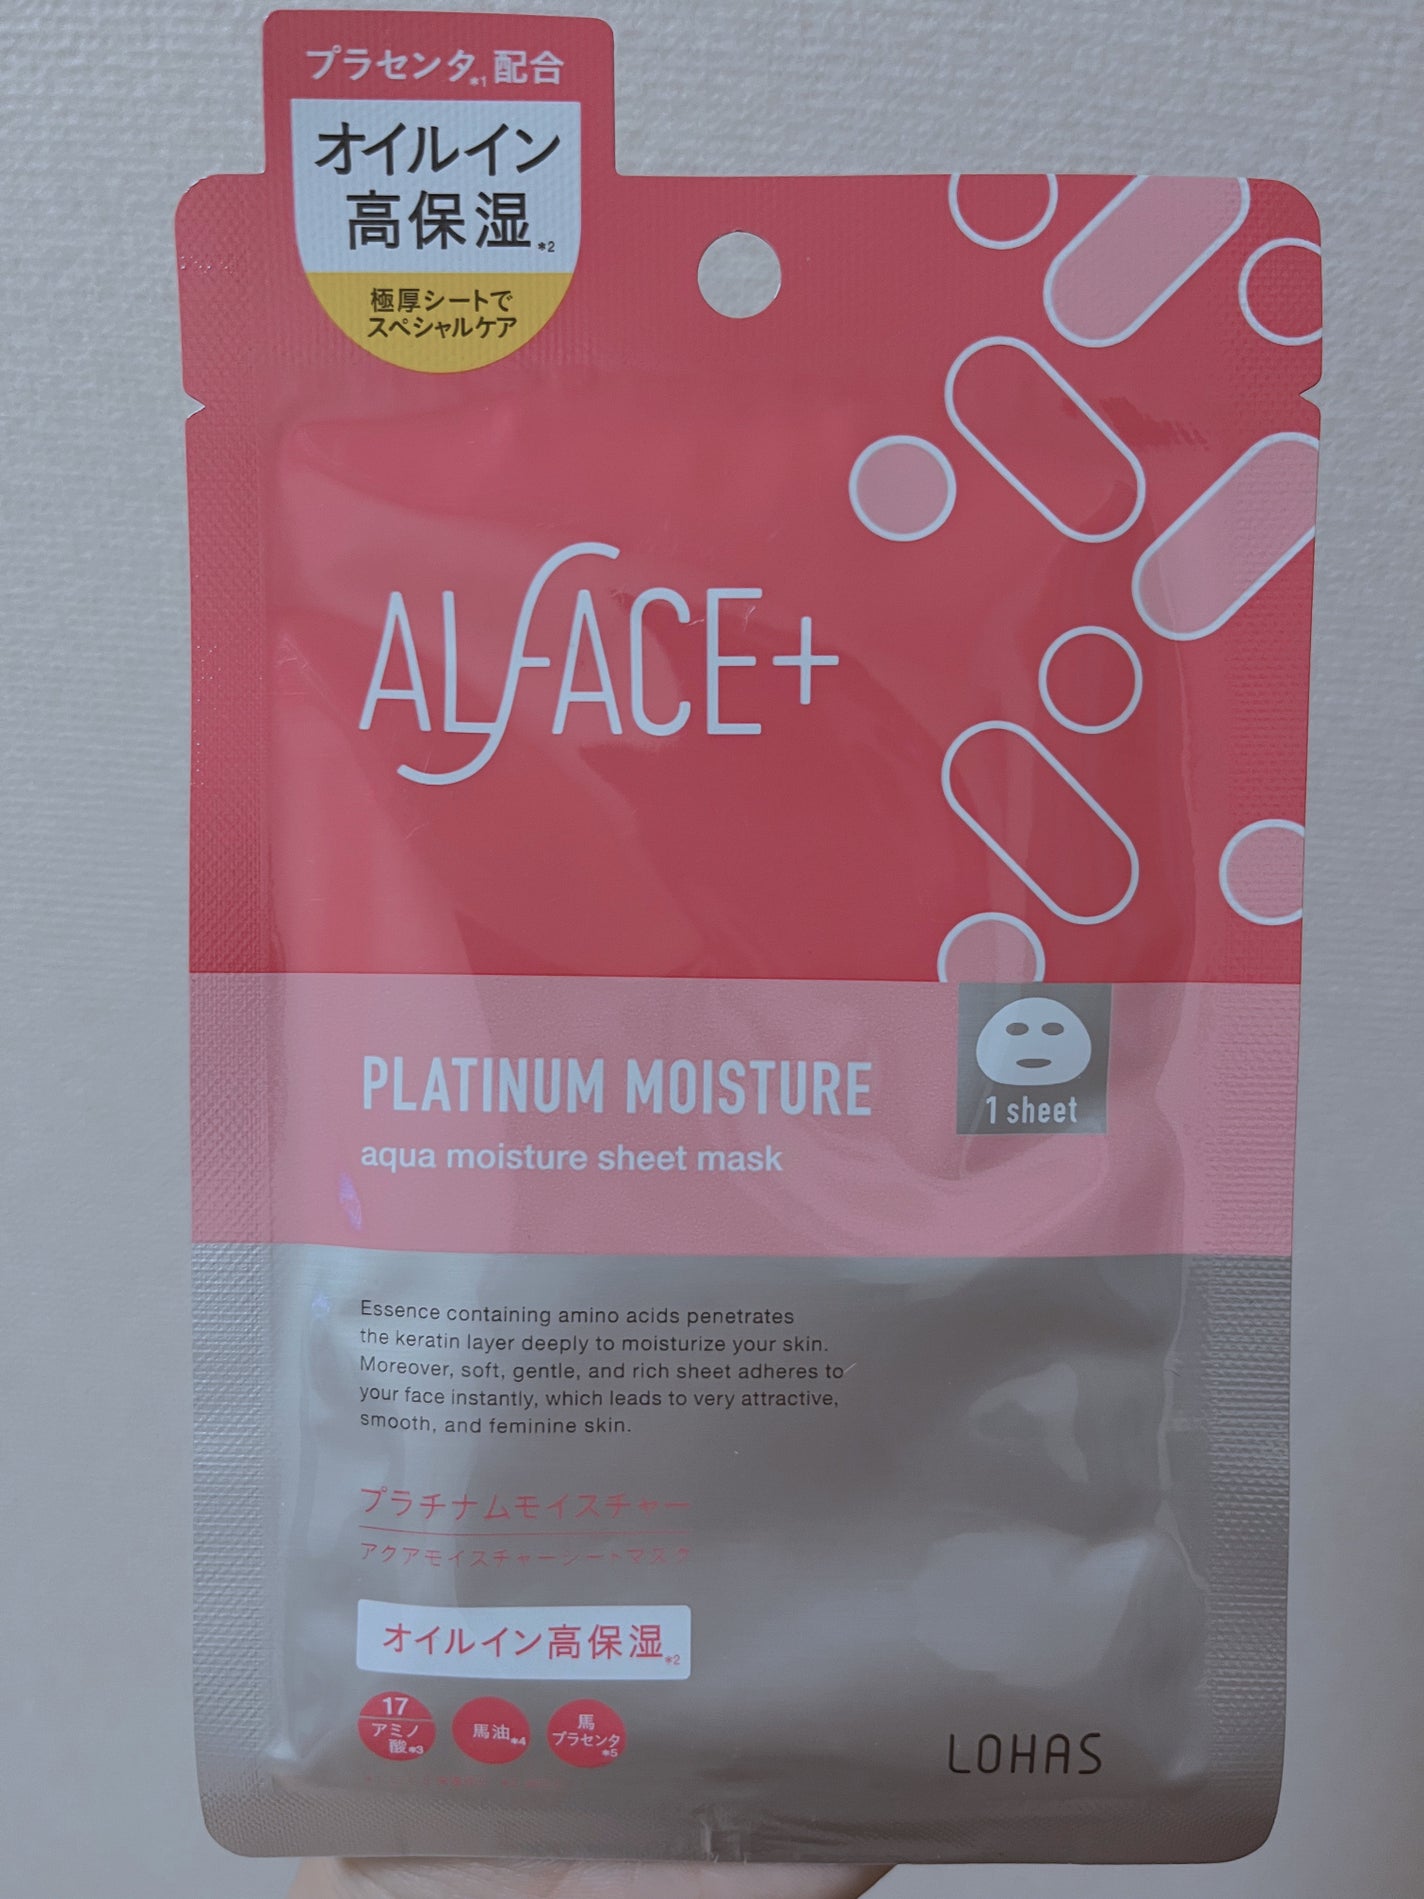 プラセンタ*1配合
オイルイン
高保湿*2
極厚シートで
スペシャルケア
ALFACE+
PLATINUM MOISTURE
aqua moisture sheet mask
1 sheet
Essence containing amino acids penetrates
the keratin layer deeply to moisturize your skin.
Moreover, soft, gentle, and rich sheet adheres to
your face instantly, which leads to very attractive,
smooth, and feminine skin.
プラチナムモイスチャー
アクアモイスチャーシートマスク
オイルイン高保湿*2
17
アミノ
酸*3
馬油*4
馬
プラセンタ
*5
LOHAS